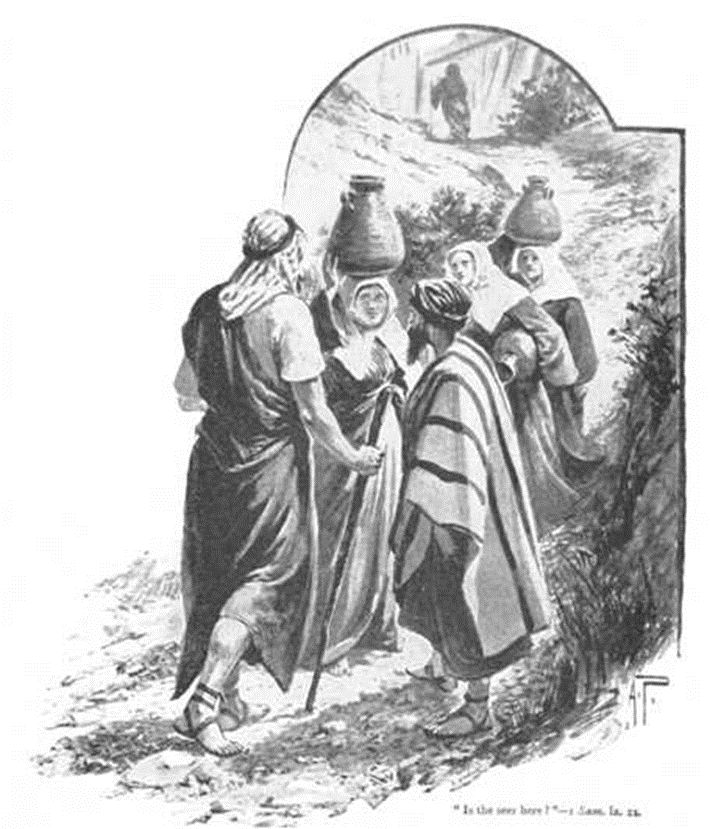 "Is the seer here?"—1 Sam. ix. 11.